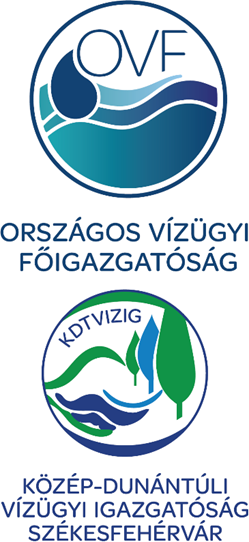 OVF
ORSZÁGOS VÍZÜGYI
FŐIGAZGATÓSÁG
KDTVIZIG
KÖZÉP-DUNÁNTÚLI
VÍZÜGYI IGAZGATÓSÁG
SZÉKESFEHÉRVÁR